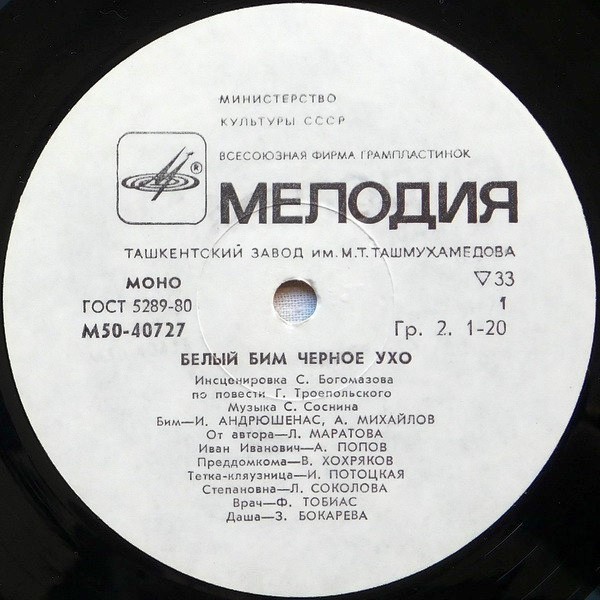 МИНИСТЕРСТВО
КУЛЬТУРЫ СССР
ВСЕСОЮЗНАЯ ФИРМА ГРАМПЛАСТИНОК
®
МЕЛОДИЯ
ТАШКЕНТСКИЙ ЗАВОД ИМ. М. Т. ТАШМУХАМЕДОВА
МОНО ▽33
ГОСТ 5289-80 1
М50-40727 Гр. 2. 1-20
БЕЛЫЙ БИМ ЧЕРНОЕ УХО
Инсценировка С. Богомазова
по повести Г. Троепольского
Музыка С. Соснина
Бим—И. АНДРЮШЕНАС, А. МИХАЙЛОВ
От автора—Л. МАРАТОВА
Иван Иванович—А. ПОПОВ
Преддомкома—В. ХОХРЯКОВ
Тетка-кляузница—И. ПОТОЦКАЯ
Степановна—Л. СОКОЛОВА
Врач—Ф. ТОБИАС
Даша—З. БОКАРЕВА